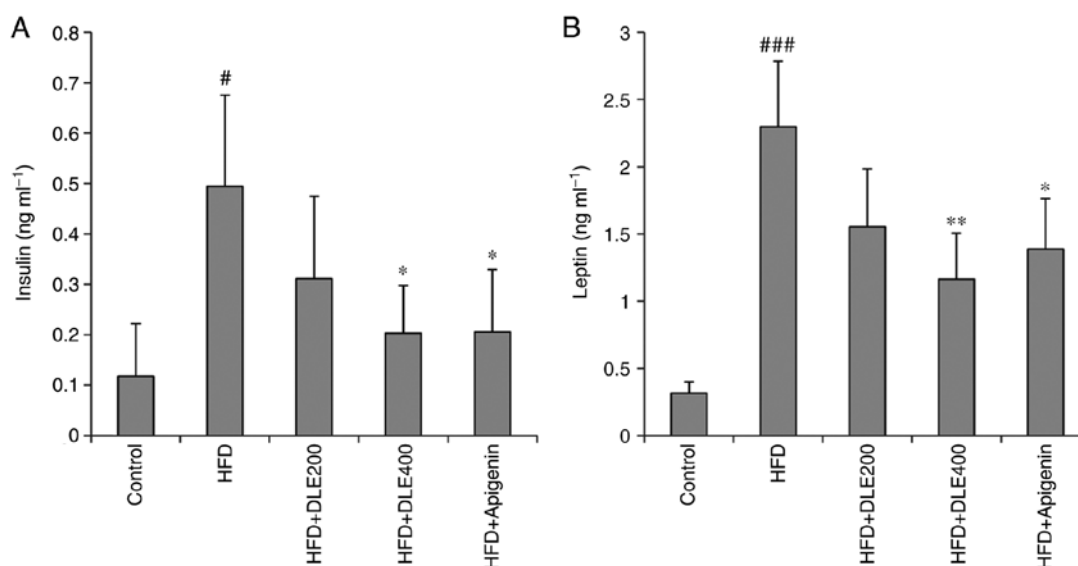 A
Insulin (ng ml⁻¹)
0.8
0.7
0.6
0.5
0.4
0.3
0.2
0.1
0
#
*
*
Control
HFD
HFD+DLE200
HFD+DLE400
HFD+Apigenin
B
Leptin (ng ml⁻¹)
3
2.5
2
1.5
1
0.5
0
###
**
*
Control
HFD
HFD+DLE200
HFD+DLE400
HFD+Apigenin